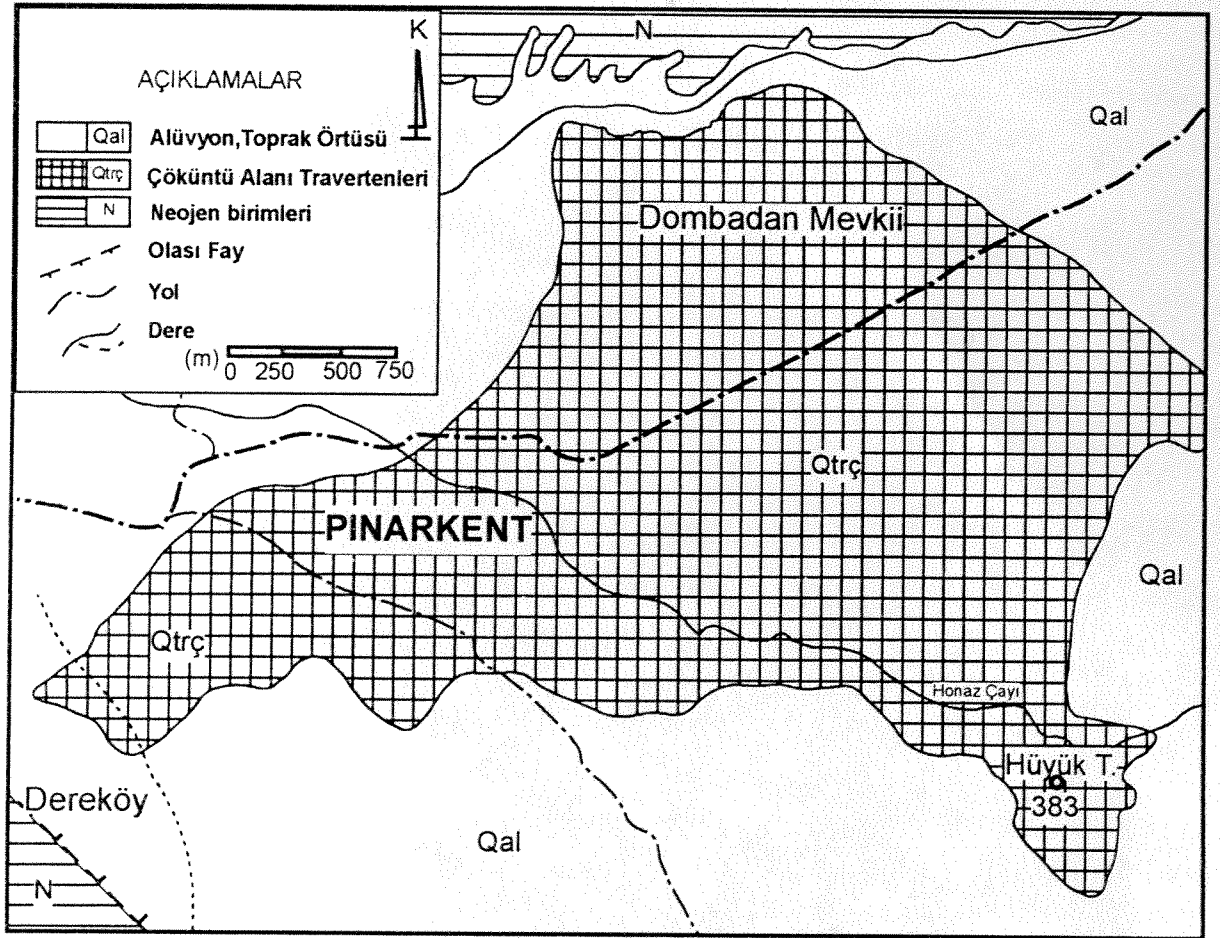 AÇIKLAMALAR
K
Qal Alüvyon,Toprak Örtüsü
Qtrç Çöküntü Alanı Travertenleri
N Neojen birimleri
Olası Fay
Yol
Dere
(m) 0 250 500 750
N
Qal
Dombadan Mevkii
Qtrç
PINARKENT
Qal
Qtrç
Honaz Çayı
Hüyük T.
383
Dereköy
Qal
N